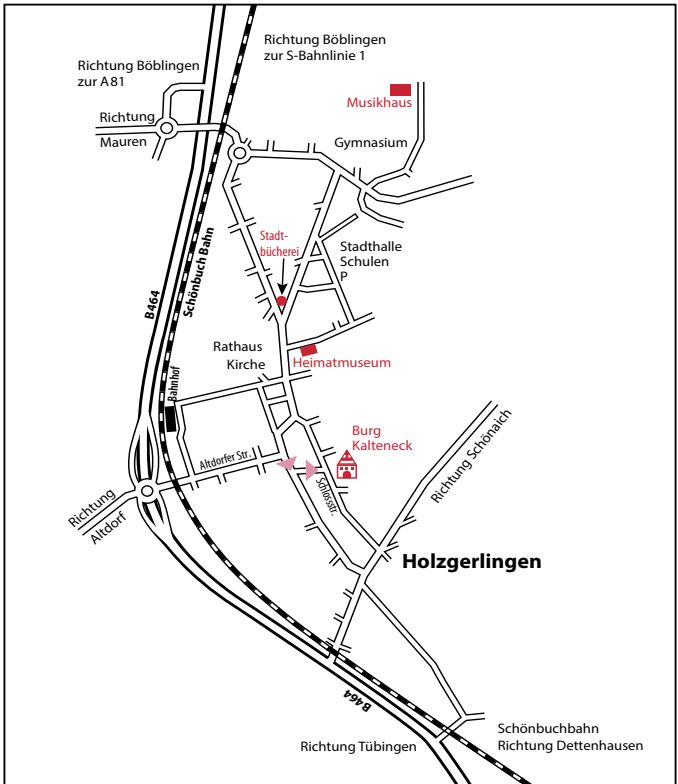 Richtung Böblingen
zur S-Bahnlinie 1
Richtung Böblingen
zur A 81
Musikhaus
Richtung
Mauren
Gymnasium
Stadt-
bücherei
Stadthalle
Schulen
P
Schönbuch Bahn
B464
Rathaus
Kirche
Heimatmuseum
Bahnhof
Burg
Kalteneck
Richtung Schönaich
Altdorfer Str.
Schlossstr.
Richtung
Altdorf
Holzgerlingen
B464
Schönbuchbahn
Richtung Dettenhausen
Richtung Tübingen